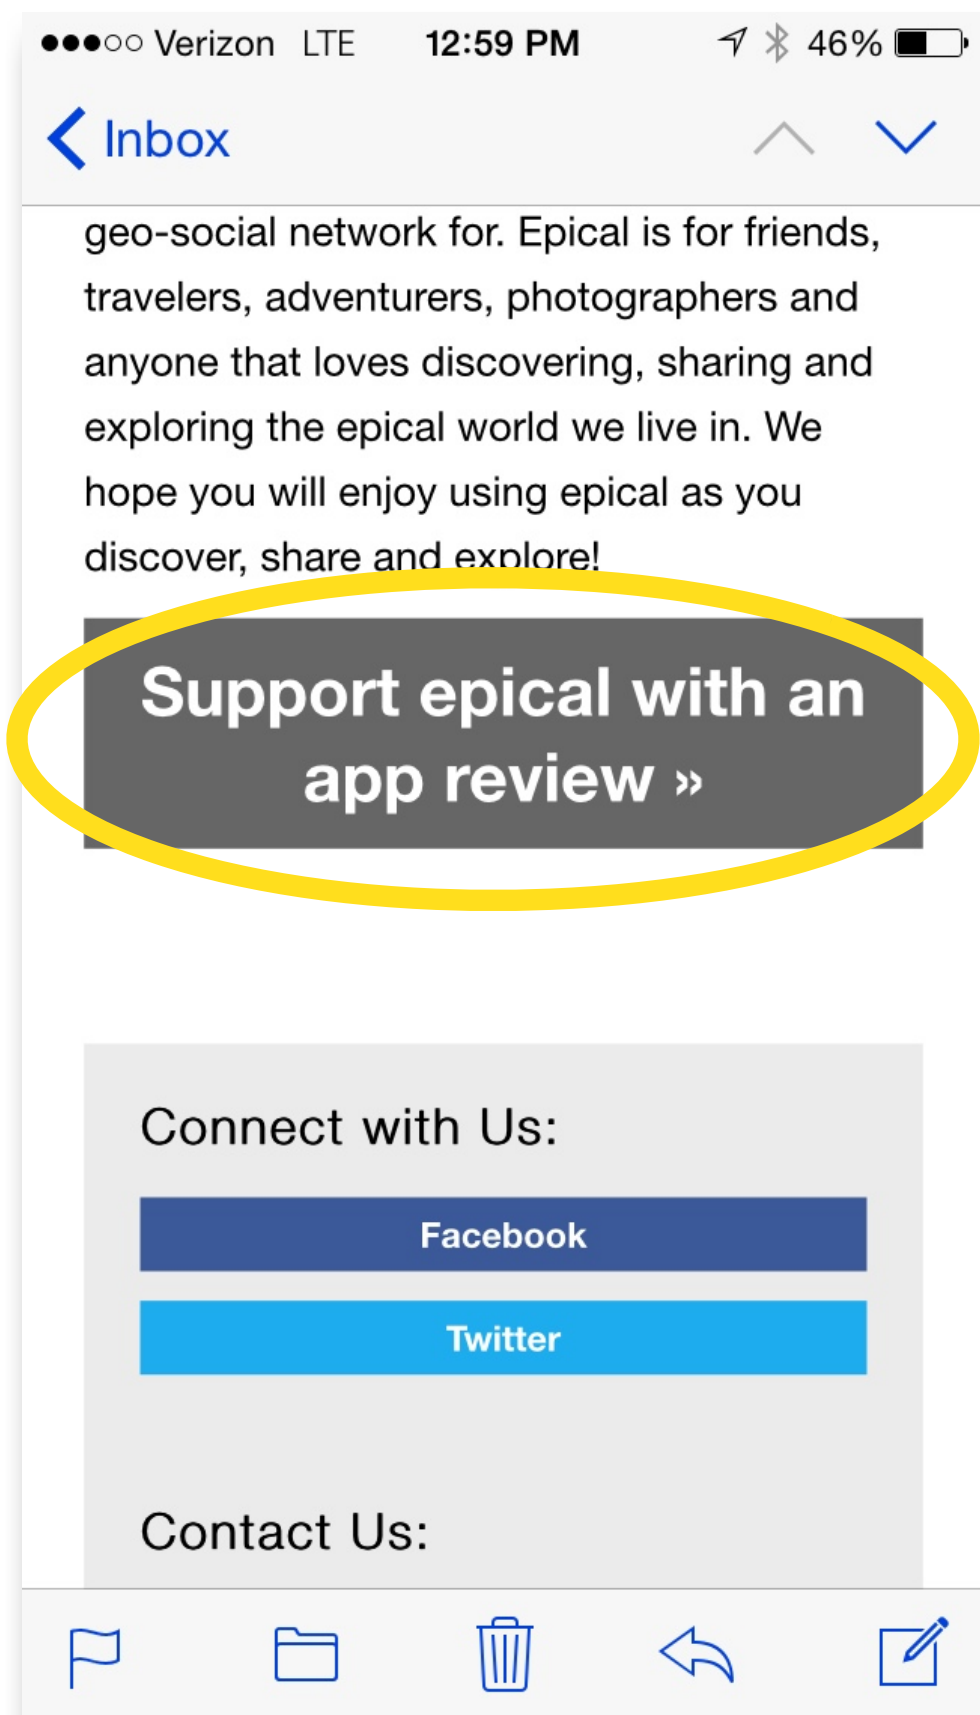 Verizon LTE 12:59 PM 46%
Inbox
geo-social network for. Epical is for friends,
travelers, adventurers, photographers and
anyone that loves discovering, sharing and
exploring the epical world we live in. We
hope you will enjoy using epical as you
discover, share and explore!
Support epical with an
app review »
Connect with Us:
Facebook
Twitter
Contact Us: